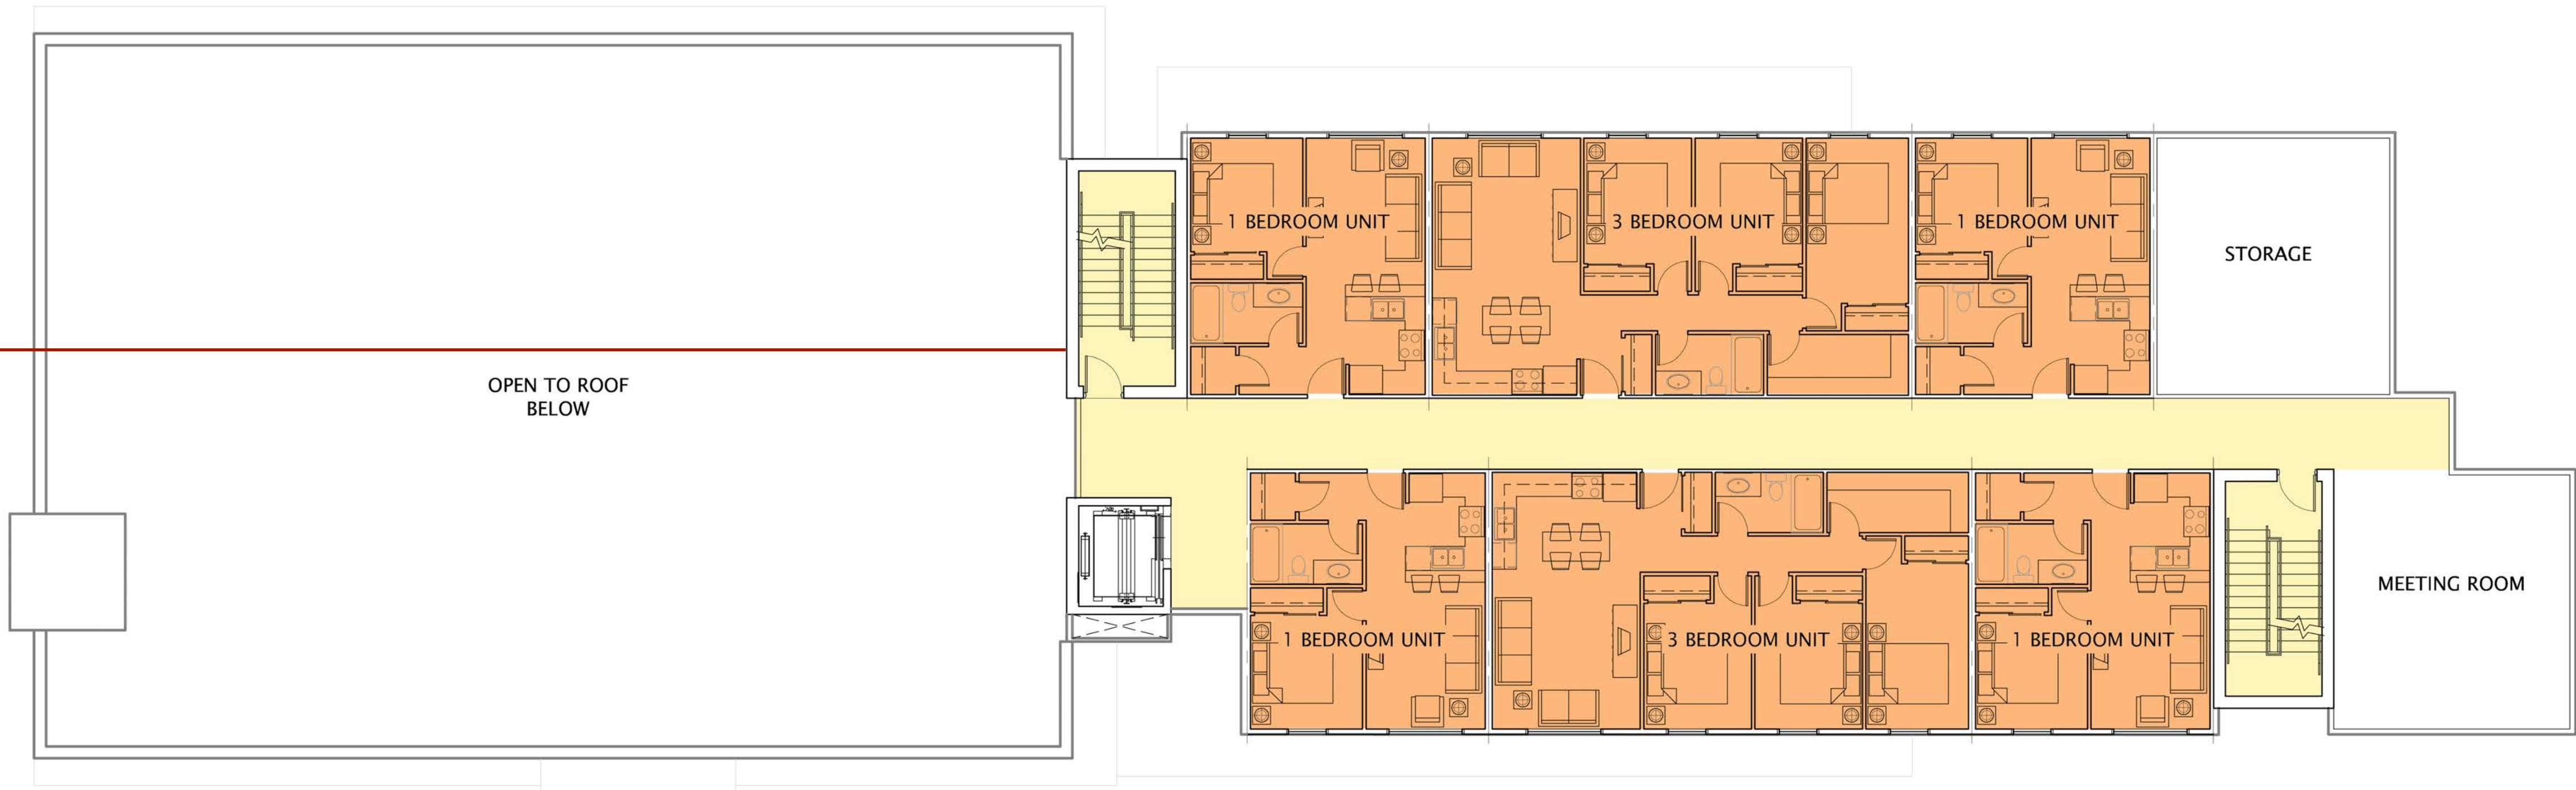 1 BEDROOM UNIT
3 BEDROOM UNIT
1 BEDROOM UNIT
STORAGE
OPEN TO ROOF
BELOW
MEETING ROOM
1 BEDROOM UNIT
3 BEDROOM UNIT
1 BEDROOM UNIT